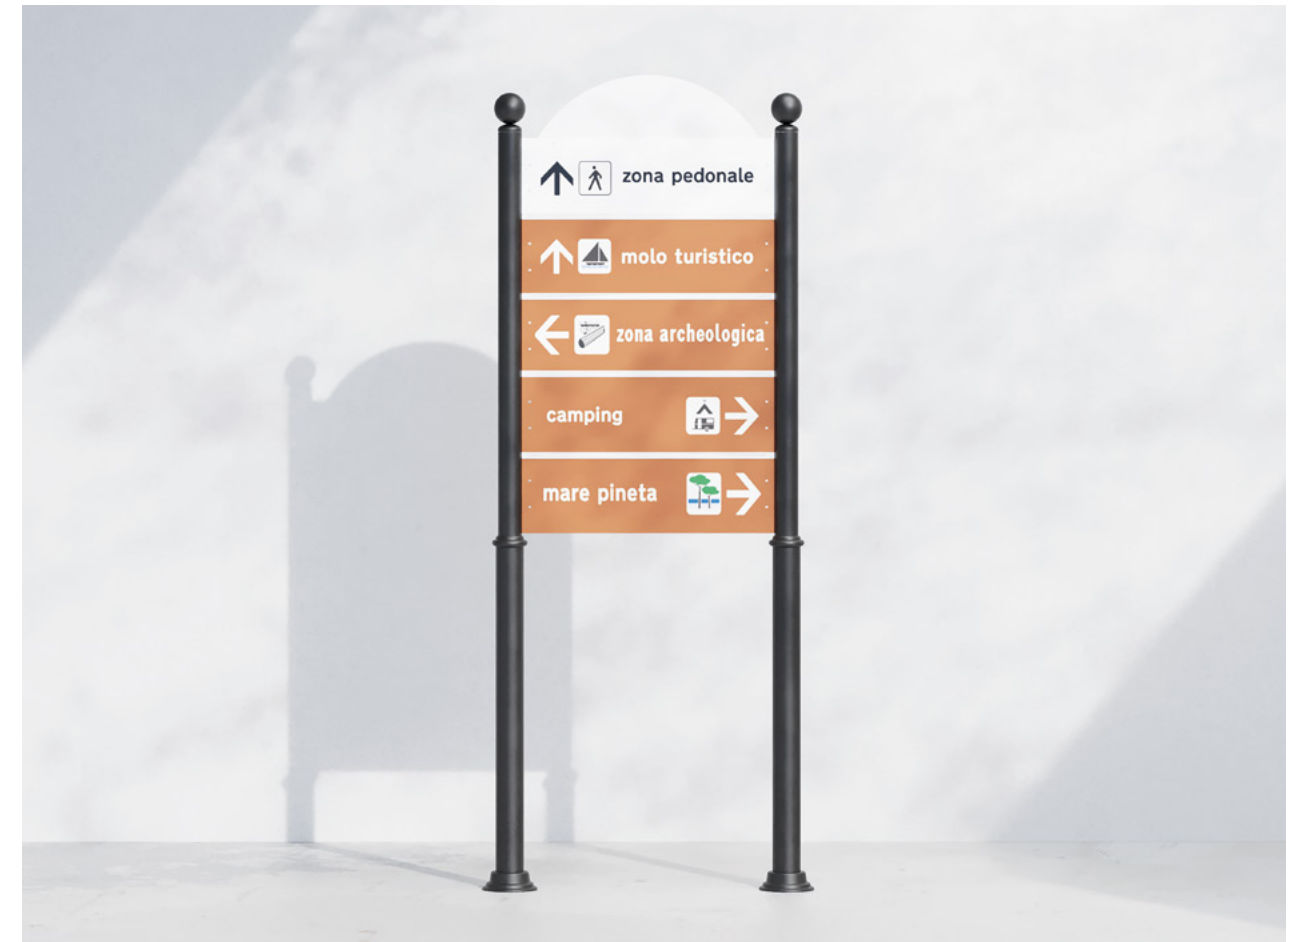 zona pedonale
molo turistico
zona archeologica
camping
mare pineta